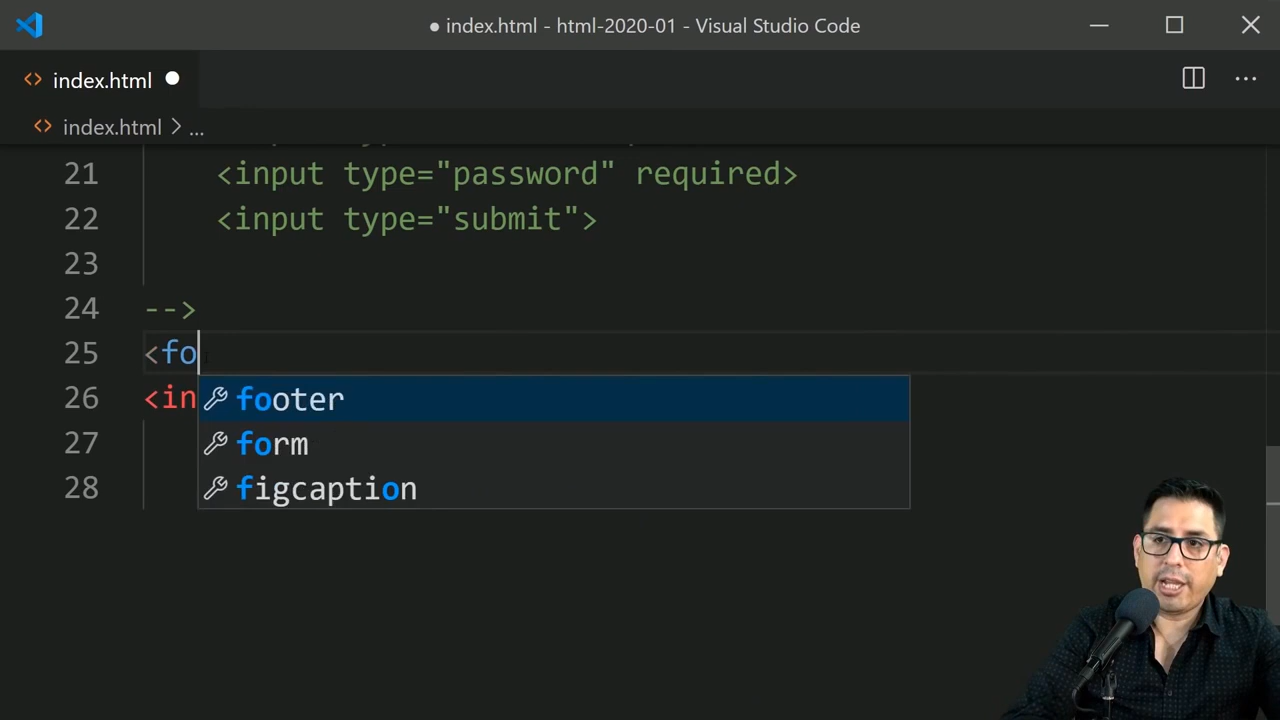 ● index.html - html-2020-01 - Visual Studio Code
index.html ●
index.html > ...
21 <input type="password" required>
22 <input type="submit">
23
24 -->
25 <fo
26 <in
footer
27
form
28
figcaption